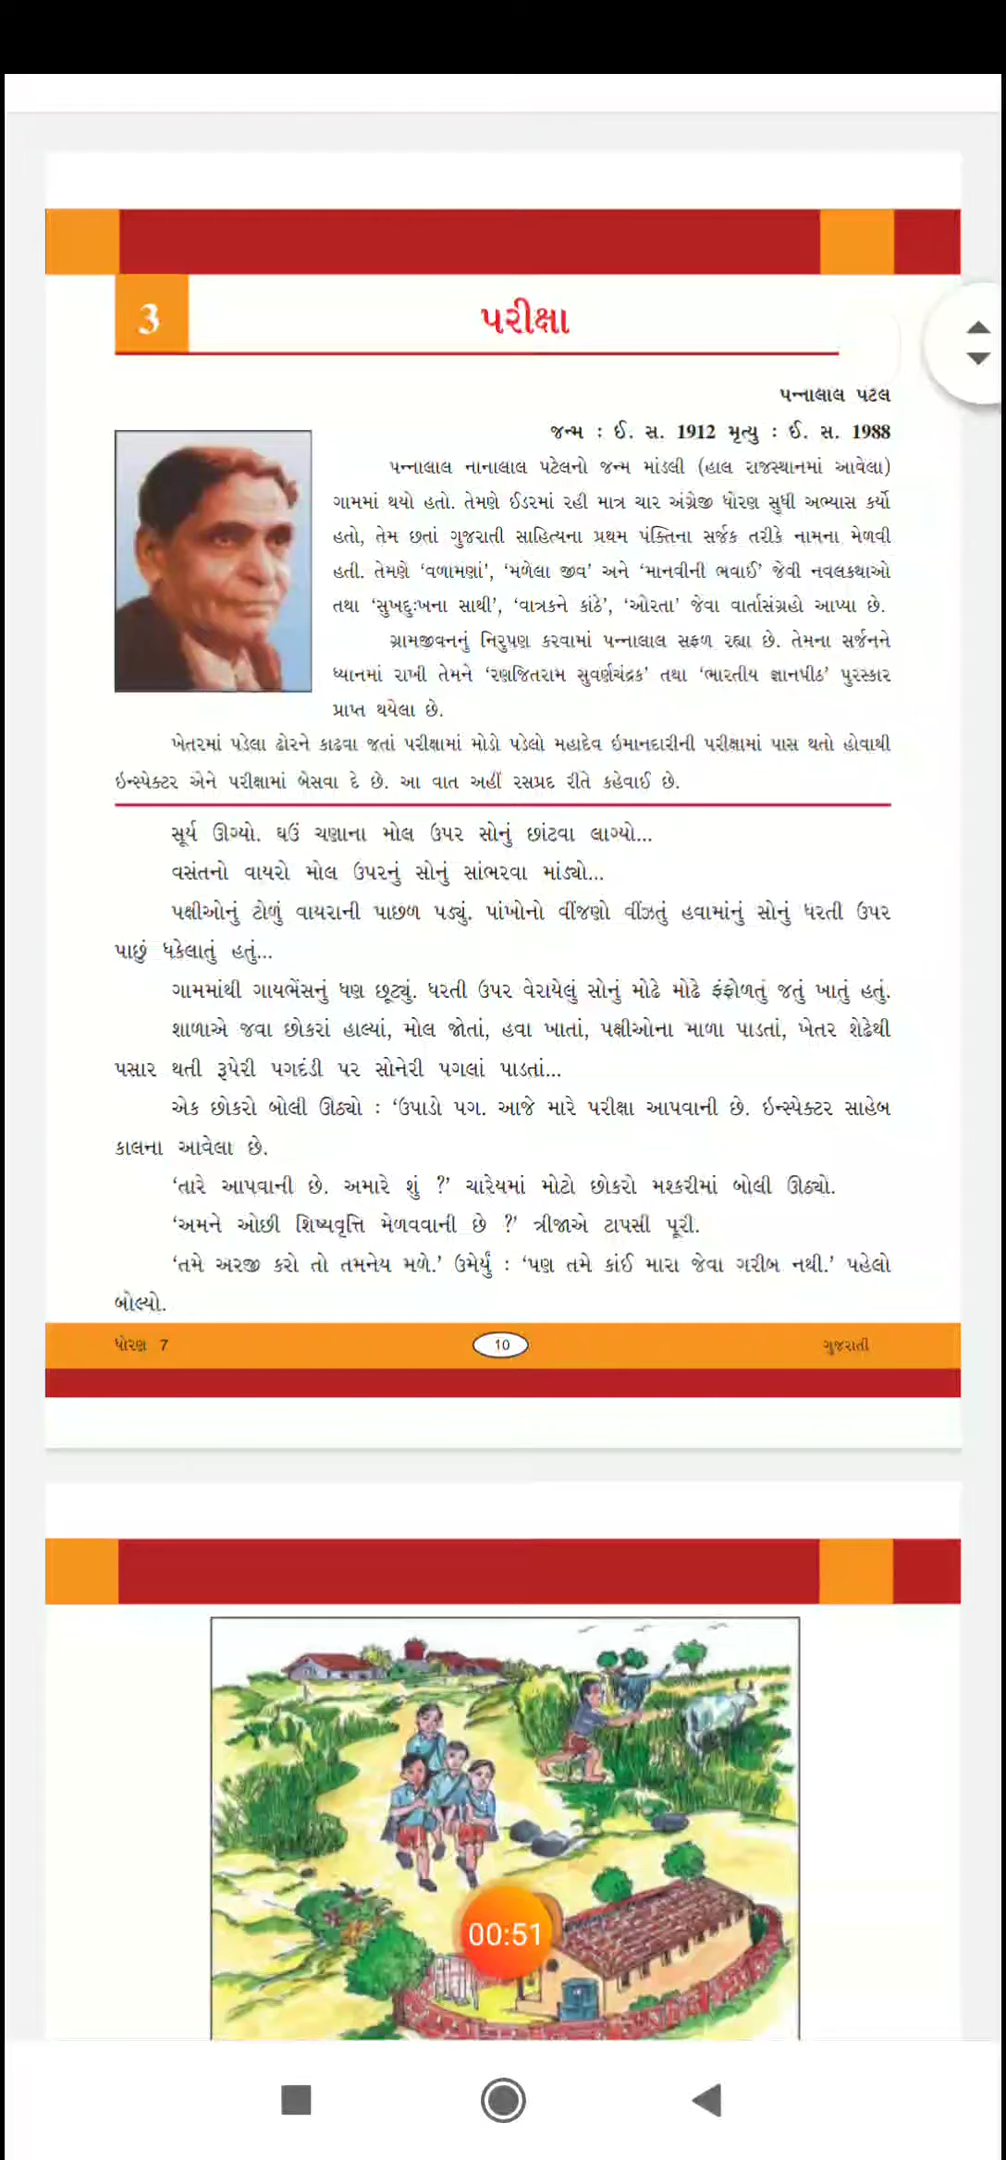 3
પરીક્ષા
પન્નાલાલ પટેલ
જન્મ : ઈ. સ. 1912 મૃત્યુ : ઈ. સ. 1988
પન્નાલાલ નાનાલાલ પટેલનો જન્મ માંડલી (હાલ રાજસ્થાનમાં આવેલા)
ગામમાં થયો હતો. તેમણે ઈડરમાં રહી માત્ર ચાર અંગ્રેજી ધોરણ સુધી અભ્યાસ કર્યો
હતો, તેમ છતાં ગુજરાતી સાહિત્યના પ્રથમ પંક્તિના સર્જક તરીકે નામના મેળવી
હતી. તેમણે ‘વળામણાં’, ‘મળેલા જીવ’ અને ‘માનવીની ભવાઈ’ જેવી નવલકથાઓ
તથા ‘સુખદુઃખના સાથી’, ‘વાત્રકને કાંઠે’, ‘ઓરતા’ જેવા વાર્તાસંગ્રહો આપ્યા છે.
ગ્રામજીવનનું નિરુપણ કરવામાં પન્નાલાલ સફળ રહ્યા છે. તેમના સર્જનને
ધ્યાનમાં રાખી તેમને ‘રણજિતરામ સુવર્ણચંદ્રક’ તથા ‘ભારતીય જ્ઞાનપીઠ’ પુરસ્કાર
પ્રાપ્ત થયેલા છે.
ખેતરમાં પડેલા ઢોરને કાઢવા જતાં પરીક્ષામાં મોડો પડેલો મહાદેવ ઇમાનદારીની પરીક્ષામાં પાસ થતો હોવાથી
ઇન્સ્પેક્ટર એને પરીક્ષામાં બેસવા દે છે. આ વાત અહીં રસપ્રદ રીતે કહેવાઈ છે.
સૂર્ય ઊગ્યો. ઘઉં ચણાના મોલ ઉપર સોનું છાંટવા લાગ્યો...
વસંતનો વાયરો મોલ ઉપરનું સોનું સાંભરવા માંડ્યો...
પક્ષીઓનું ટોળું વાયરાની પાછળ પડ્યું. પાંખોનો વીંજણો વીંઝતું હવામાંનું સોનું ધરતી ઉપર
પાછું ધકેલાતું હતું...
ગામમાંથી ગાયભેંસનું ધણ છૂટ્યું. ધરતી ઉપર વેરાયેલું સોનું મોઢે મોઢે ફંફોળતું જતું ખાતું હતું.
શાળાએ જવા છોકરાં હાલ્યાં, મોલ જોતાં, હવા ખાતાં, પક્ષીઓના માળા પાડતાં, ખેતર શેઢેથી
પસાર થતી રૂપેરી પગદંડી પર સોનેરી પગલાં પાડતાં...
એક છોકરો બોલી ઊઠ્યો : ‘ઉપાડો પગ. આજે મારે પરીક્ષા આપવાની છે. ઇન્સ્પેક્ટર સાહેબ
કાલના આવેલા છે.
‘તારે આપવાની છે. અમારે શું ?’ ચારેયમાં મોટો છોકરો મશ્કરીમાં બોલી ઊઠ્યો.
‘અમને ઓછી શિષ્યવૃત્તિ મેળવવાની છે ?’ ત્રીજાએ ટાપસી પૂરી.
‘તમે અરજી કરો તો તમનેય મળે.’ ઉમેર્યું : ‘પણ તમે કાંઈ મારા જેવા ગરીબ નથી.’ પહેલો
બોલ્યો.
ધોરણ 7
10
ગુજરાતી
00:51